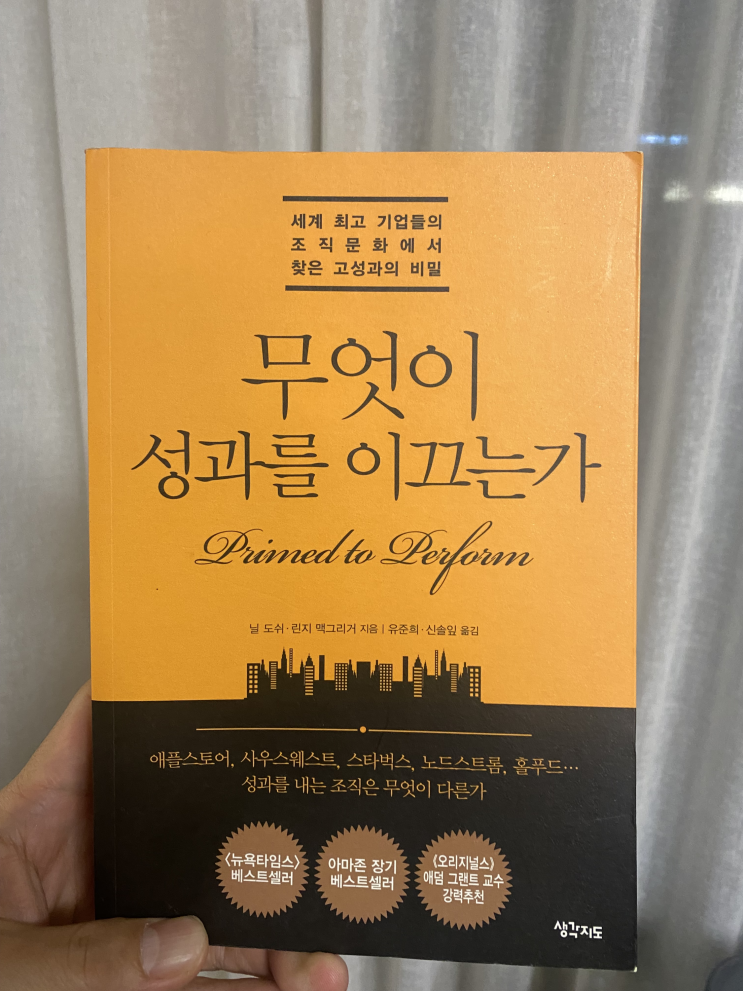 세계 최고 기업들의
조직문화에서
찾은 고성과의 비밀
무엇이
성과를 이끄는가
Primed to Perform
닐 도쉬·린지 맥그리거 지음 | 유준희·신솔잎 옮김
애플스토어, 사우스웨스트, 스타벅스, 노드스트롬, 홀푸드…
성과를 내는 조직은 무엇이 다른가
〈뉴욕타임스〉
베스트셀러
아마존 장기
베스트셀러
《오리지널스》
애덤 그랜트 교수
강력추천
생각지도